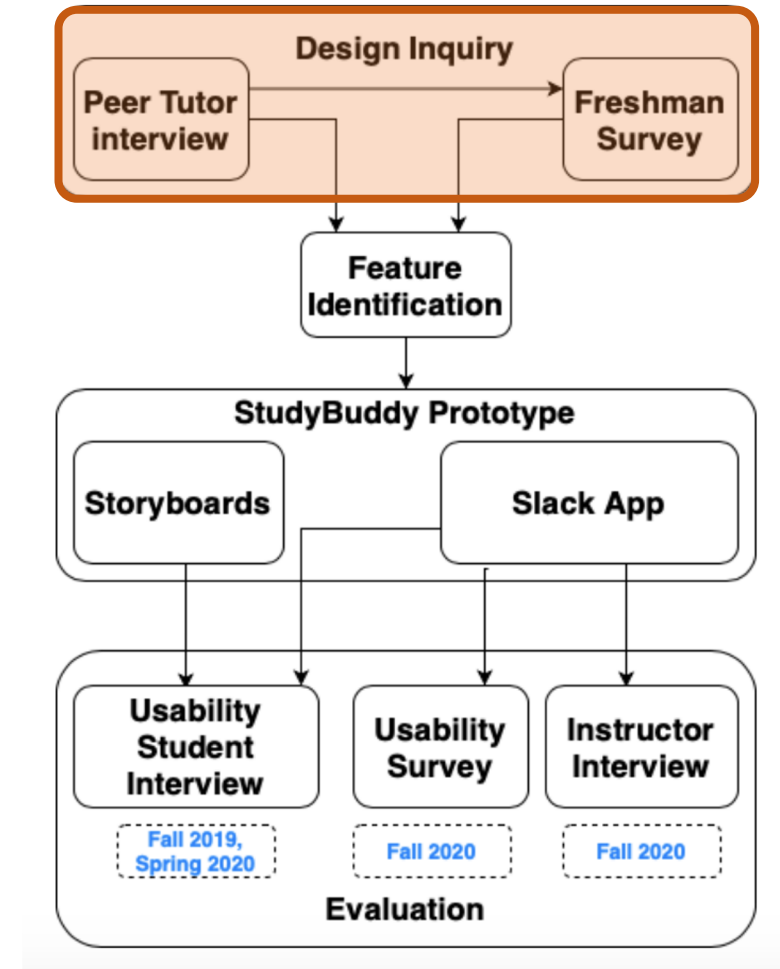 Design Inquiry
Peer Tutor
interview
Freshman
Survey
Feature
Identification
StudyBuddy Prototype
Storyboards
Slack App
Usability
Student
Interview
Usability
Survey
Instructor
Interview
Fall 2019,
Spring 2020
Fall 2020
Fall 2020
Evaluation